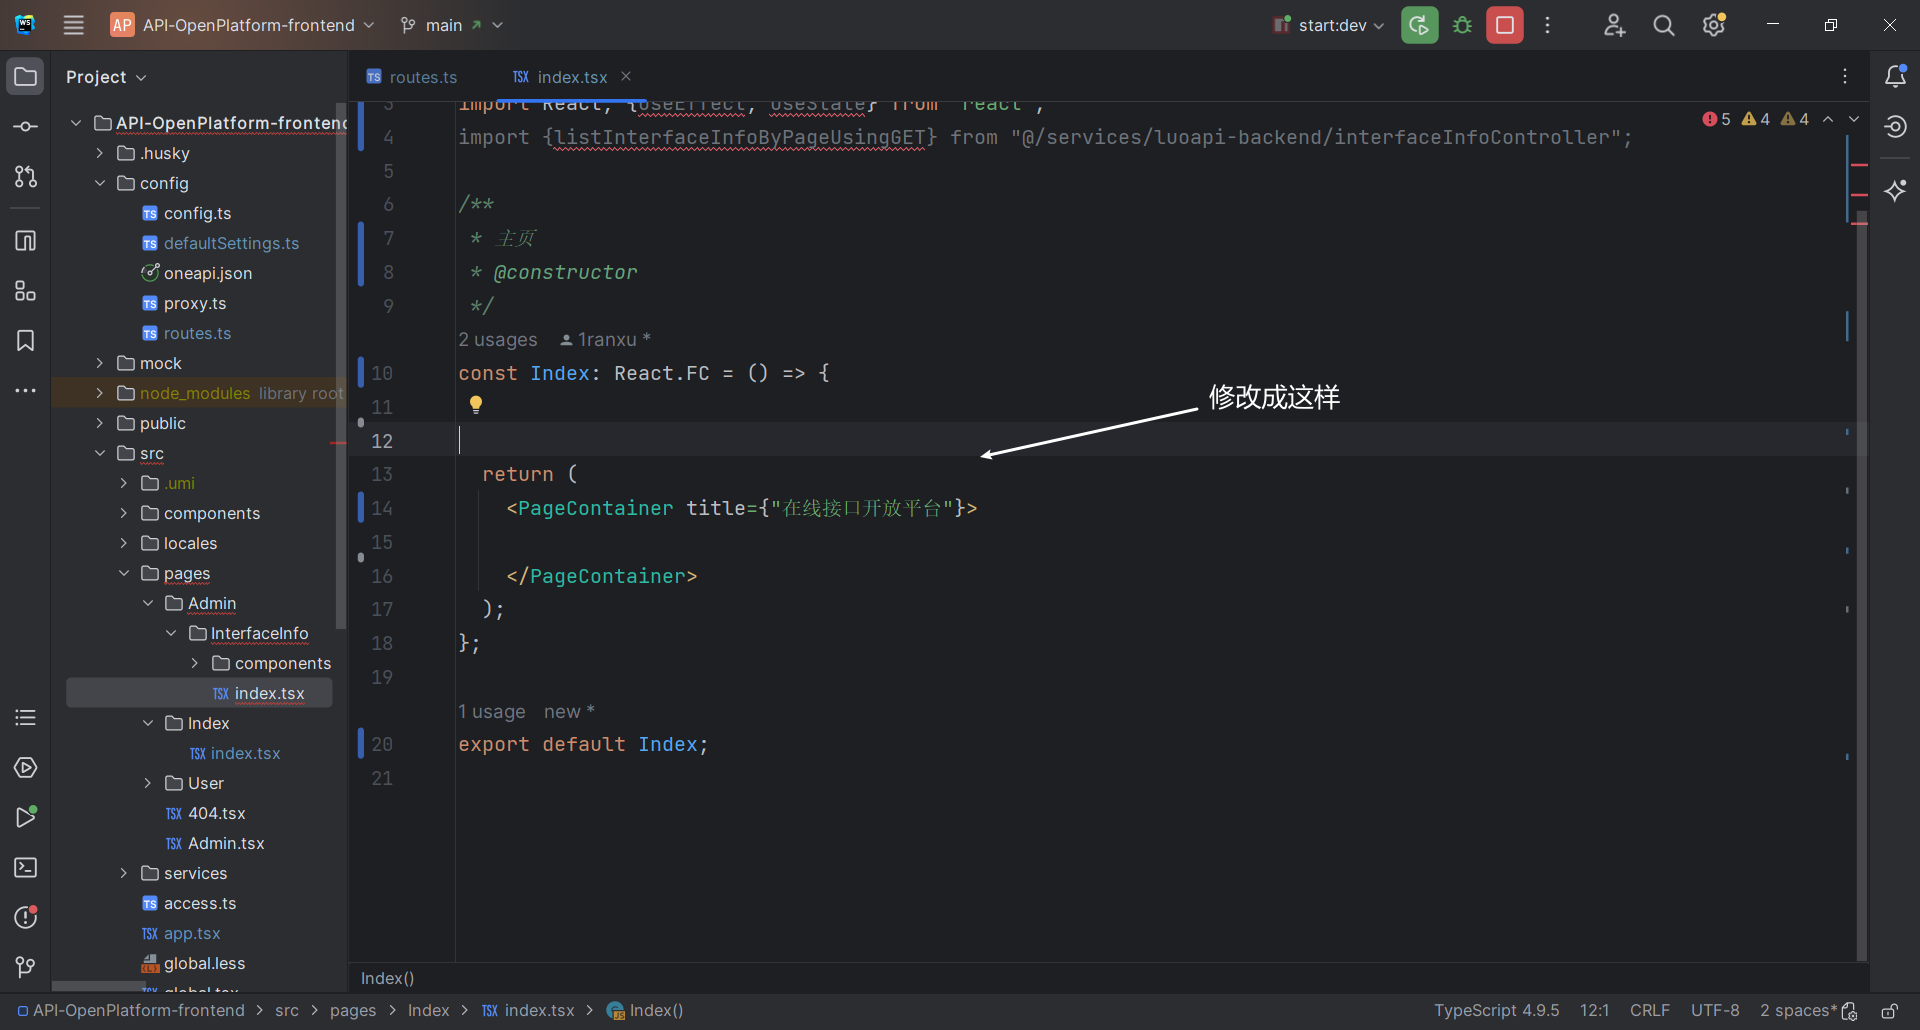 AP API-OpenPlatform-frontend main start:dev
Project
API-OpenPlatform-frontend
.husky
config
config.ts
defaultSettings.ts
oneapi.json
proxy.ts
routes.ts
mock
node_modules library root
public
src
.umi
components
locales
pages
Admin
InterfaceInfo
components
index.tsx
Index
index.tsx
User
404.tsx
Admin.tsx
services
access.ts
app.tsx
global.less
global.tsx
routes.ts index.tsx
5 4 4
3 import React, {useEffect, useState} from 'react';
4 import {listInterfaceInfoByPageUsingGET} from "@/services/luoapi-backend/interfaceInfoController";
5
6 /**
7 * 主页
8 * @constructor
9 */
2 usages 1ranxu *
10 const Index: React.FC = () => {
修改成这样
11
12
13 return (
14 <PageContainer title={"在线接口开放平台"}>
15
16 </PageContainer>
17 );
18 };
19
1 usage new *
20 export default Index;
21
Index()
API-OpenPlatform-frontend > src > pages > Index > index.tsx > Index()
TypeScript 4.9.5 12:1 CRLF UTF-8 2 spaces*